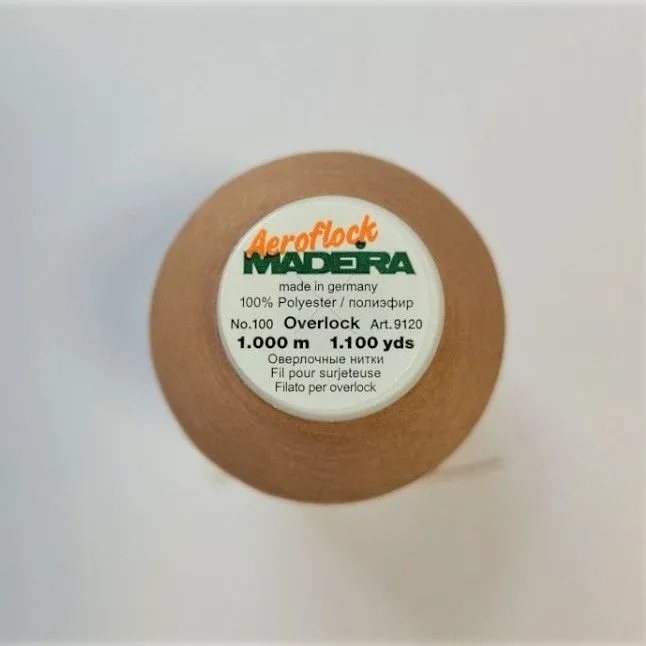 Aeroflock
MADEIRA
made in germany
100% Polyester / полиэфир
No.100 Overlock Art.9120
1.000 m 1.100 yds
Оверлочные нитки
Fil pour surjeteuse
Filato per overlock